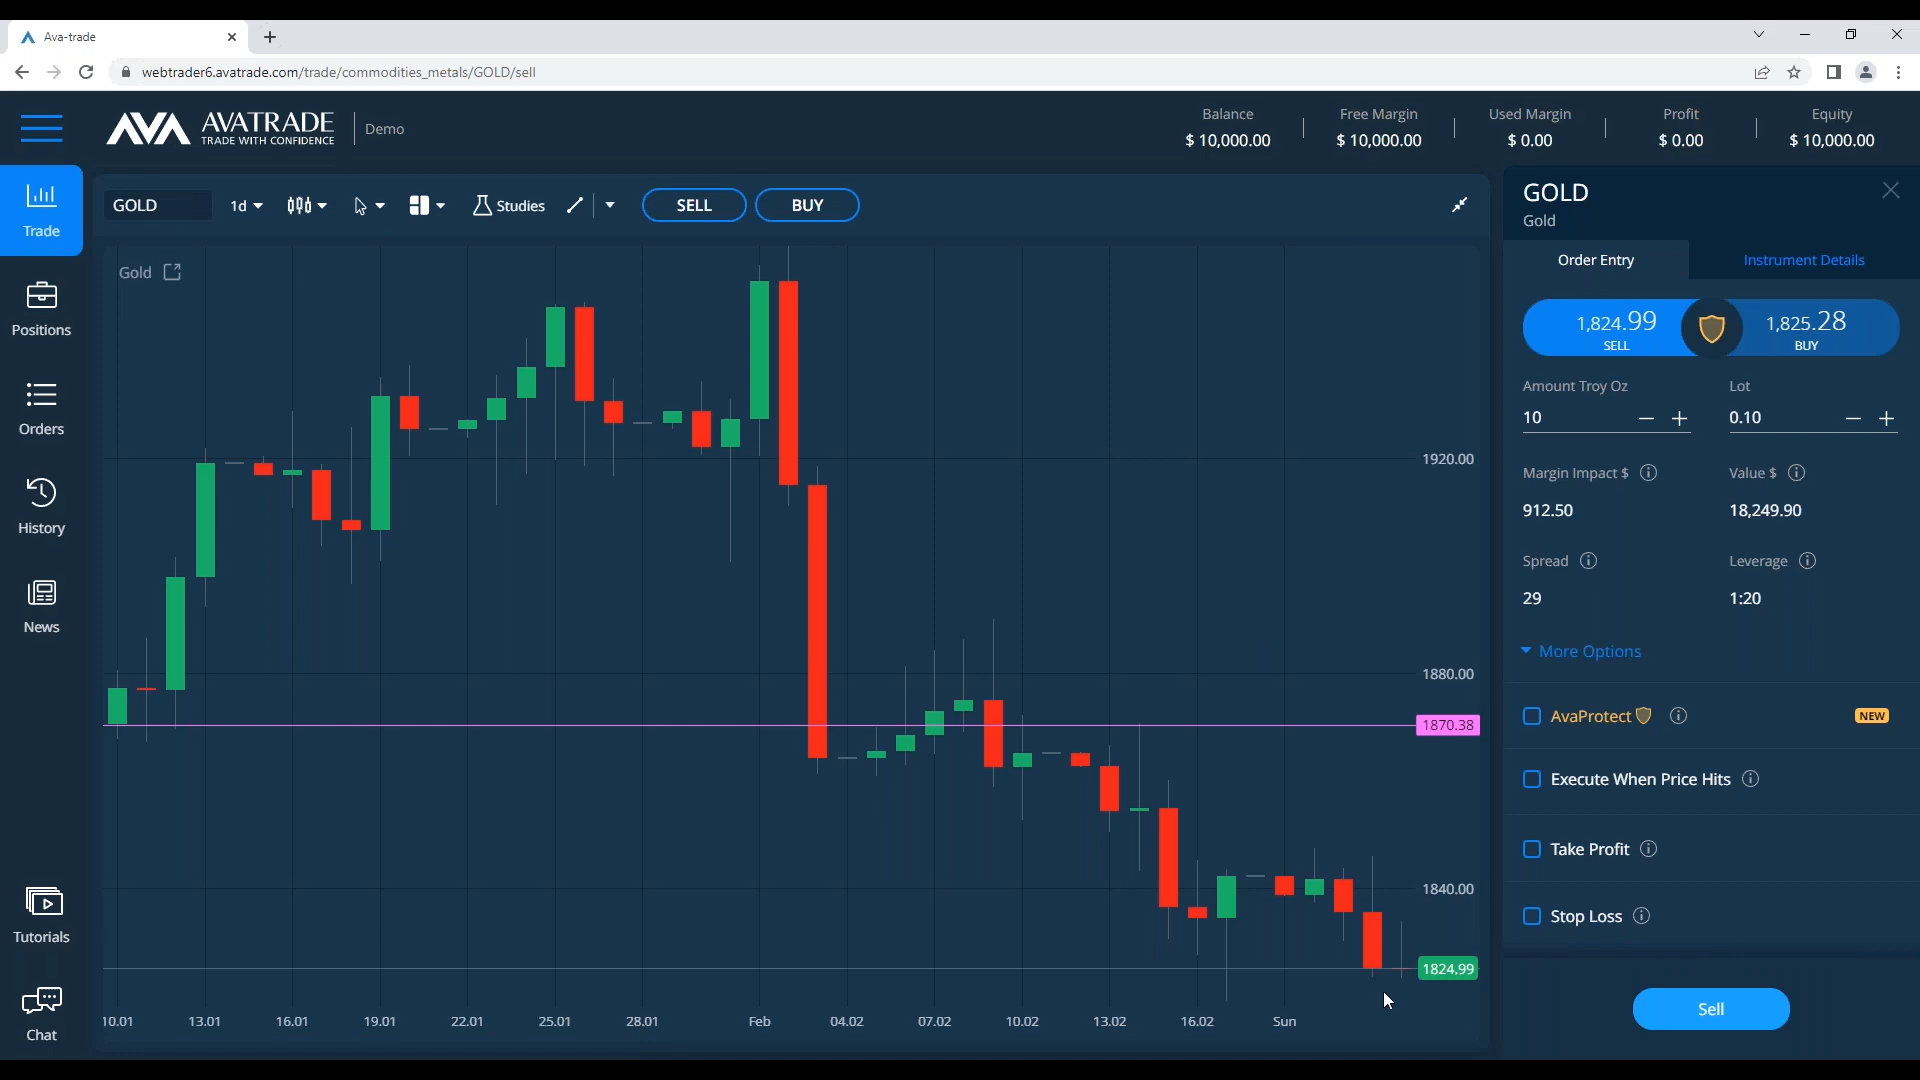 Ava-trade
webtrader6.avatrade.com/trade/commodities_metals/GOLD/sell
AVA AVATRADE
TRADE WITH CONFIDENCE
Demo
Balance
$ 10,000.00
Free Margin
$ 10,000.00
Used Margin
$ 0.00
Profit
$ 0.00
Equity
$ 10,000.00
Trade
Positions
Orders
History
News
Tutorials
Chat
GOLD 1d Studies SELL BUY
Gold
1920.00
1880.00
1870.38
1840.00
1824.99
10.01 13.01 16.01 19.01 22.01 25.01 28.01 Feb 04.02 07.02 10.02 13.02 16.02 Sun
GOLD
Gold
Order Entry Instrument Details
1,824.99 1,825.28
SELL BUY
Amount Troy Oz Lot
10 0.10
Margin Impact $ Value $
912.50 18,249.90
Spread Leverage
29 1:20
More Options
AvaProtect NEW
Execute When Price Hits
Take Profit
Stop Loss
Sell